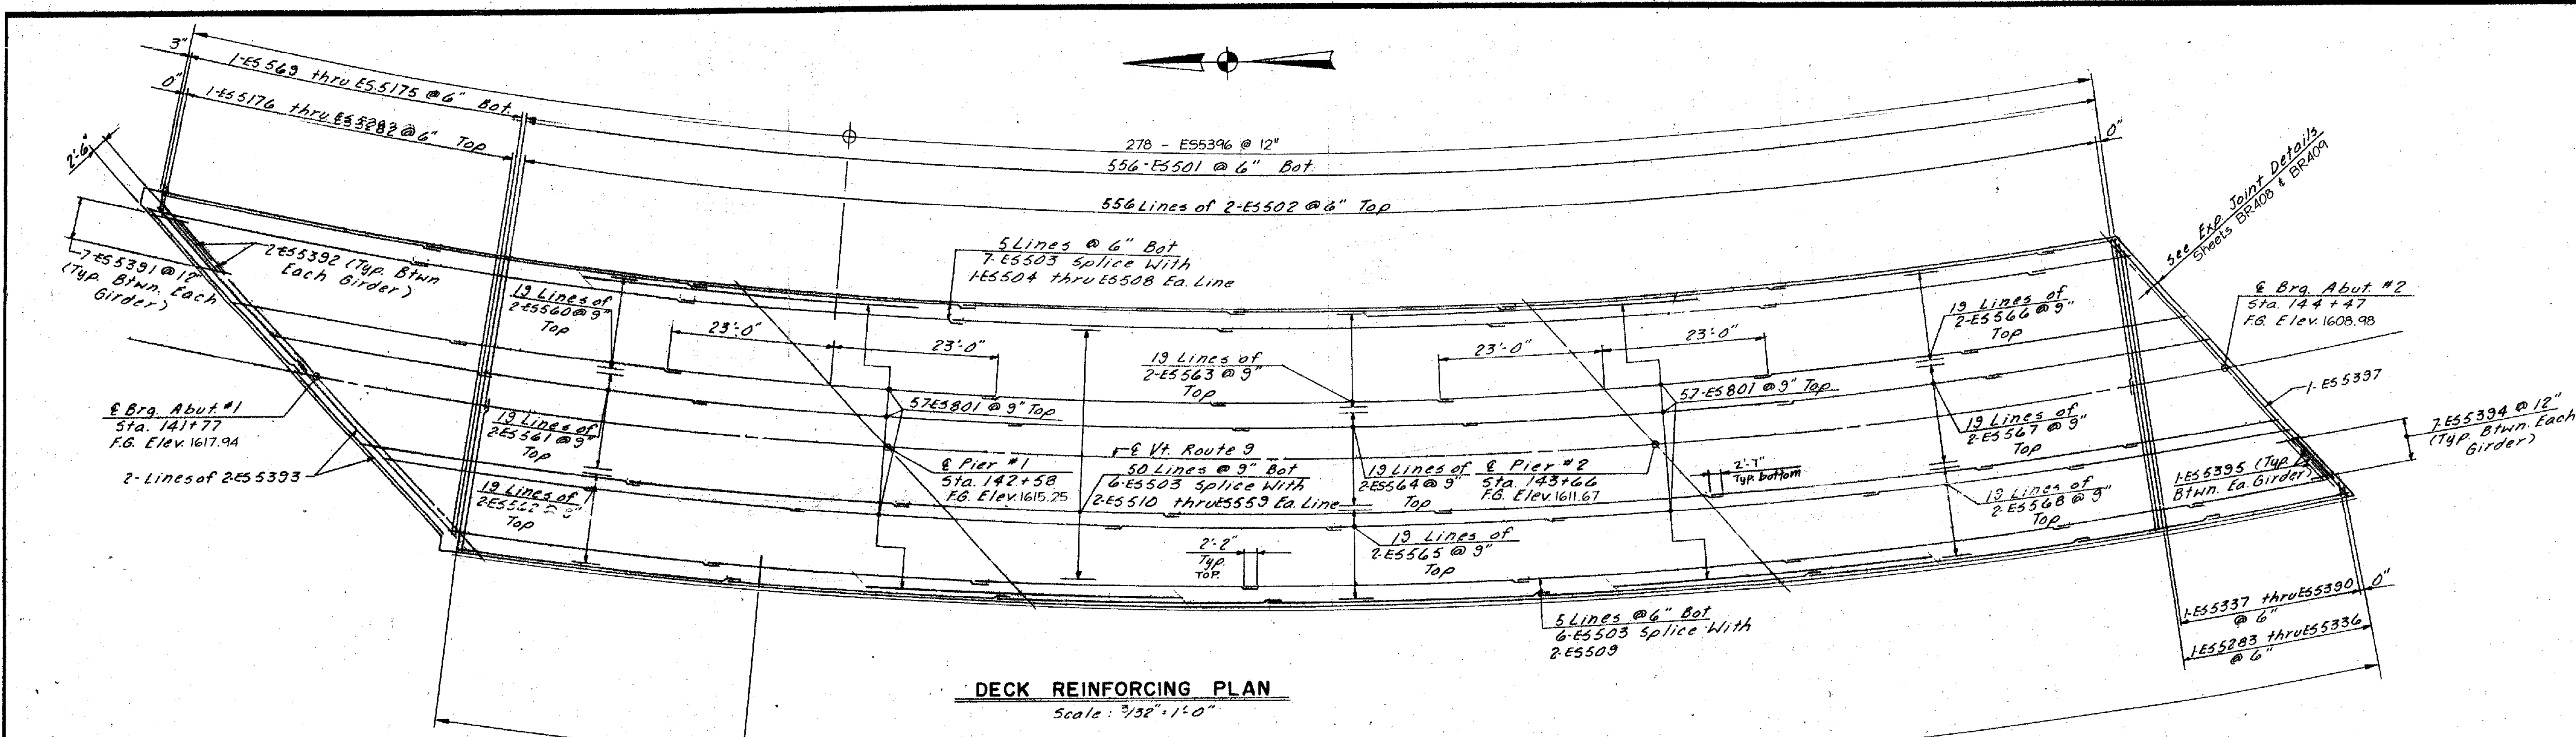 3"
1-ES569 thru ES5175 @ 6" Bot.
0"
1-ES5176 thru ES5282 @ 6" Top
2'-6"
278 - ES5396 @ 12"
556-ES501 @ 6" Bot.
556 Lines of 2-ES502 @ 6" Top
0"
See Exp. Joint Details
Sheets BR408 & BR409
7-ES5391 @ 12"
(Typ. Btwn. Each
Girder)
2-ES5392 (Typ. Btwn
Each Girder)
5 Lines @ 6" Bot
7-ES503 Splice With
1-ES504 thru ES508 Ea. Line
19 Lines of
2-ES560 @ 9"
Top
23'-0"
23'-0"
19 Lines of
2-ES563 @ 9"
Top
23'-0"
23'-0"
19 Lines of
2-ES566 @ 9"
Top
℄ Brg. Abut. #2
Sta. 144+47
F.G. Elev. 1608.98
℄ Brg. Abut. #1
Sta. 141+77
F.G. Elev. 1617.94
2-Lines of 2-ES5393
19 Lines of
2-ES561 @ 9"
Top
57-ES801 @ 9" Top
57-ES801 @ 9" Top
1-ES5397
19 Lines of
2-ES567 @ 9"
Top
7-ES5394 @ 12"
(Typ. Btwn. Each
Girder)
19 Lines of
2-ES562 @ 9"
Top
℄ Pier #1
Sta. 142+58
F.G. Elev. 1615.25
℄ Vt. Route 9
50 Lines @ 9" Bot
6-ES503 Splice With
2-ES510 thru ES559 Ea. Line
19 Lines of
2-ES564 @ 9"
Top
℄ Pier #2
Sta. 143+66
F.G. Elev. 1611.67
2'-7"
Typ. bottom
19 Lines of
2-ES568 @ 9"
Top
1-ES5395 (Typ.
Btwn. Ea. Girder)
2'-2"
Typ.
TOP.
19 Lines of
2-ES565 @ 9"
Top
5 Lines @ 6" Bot
6-ES503 Splice With
2-ES509
1-ES5337 thru ES5390
@ 6"
0"
1-ES5283 thru ES5336
@ 6"
DECK REINFORCING PLAN
Scale: 3/32" = 1'-0"